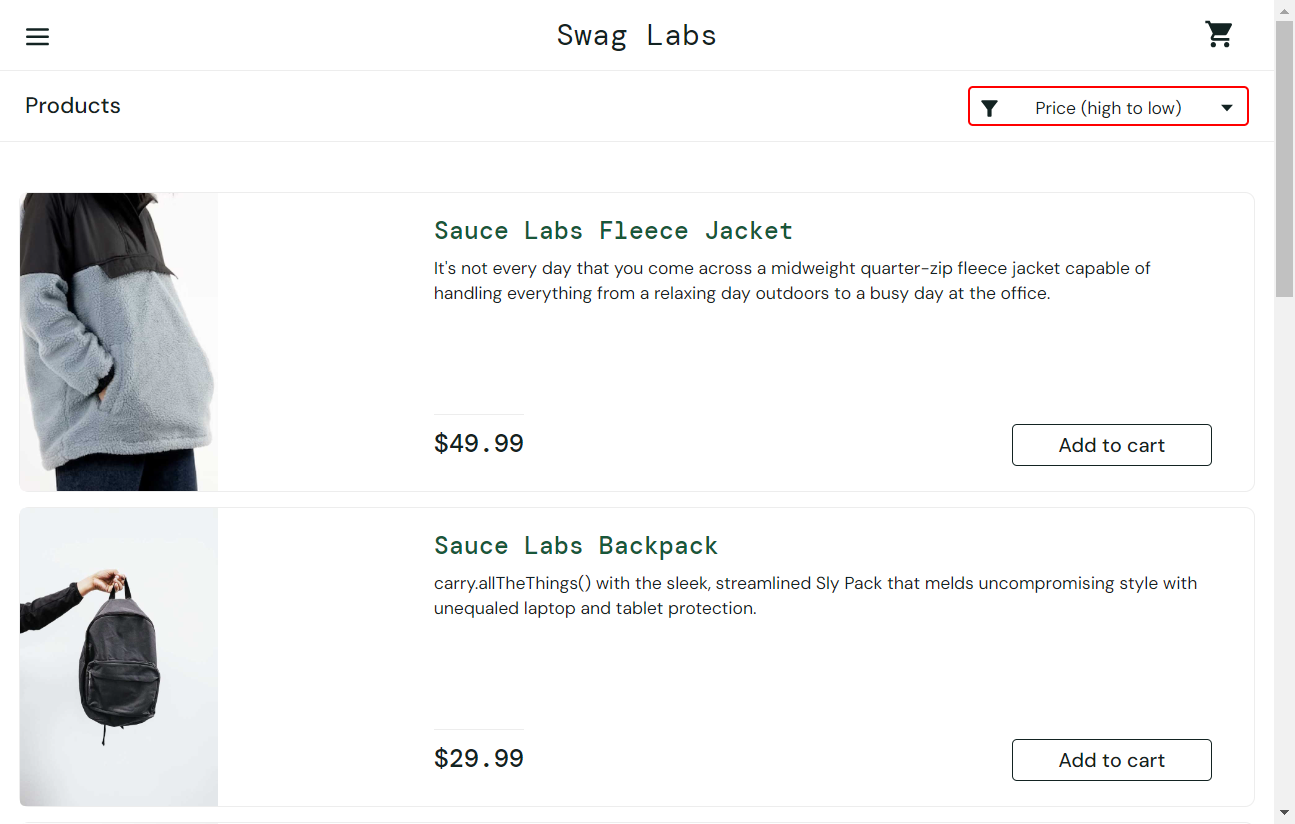 Swag Labs
Products
Price (high to low)
Sauce Labs Fleece Jacket
It's not every day that you come across a midweight quarter-zip fleece jacket capable of
handling everything from a relaxing day outdoors to a busy day at the office.
$49.99
Add to cart
Sauce Labs Backpack
carry.allTheThings() with the sleek, streamlined Sly Pack that melds uncompromising style with
unequaled laptop and tablet protection.
$29.99
Add to cart